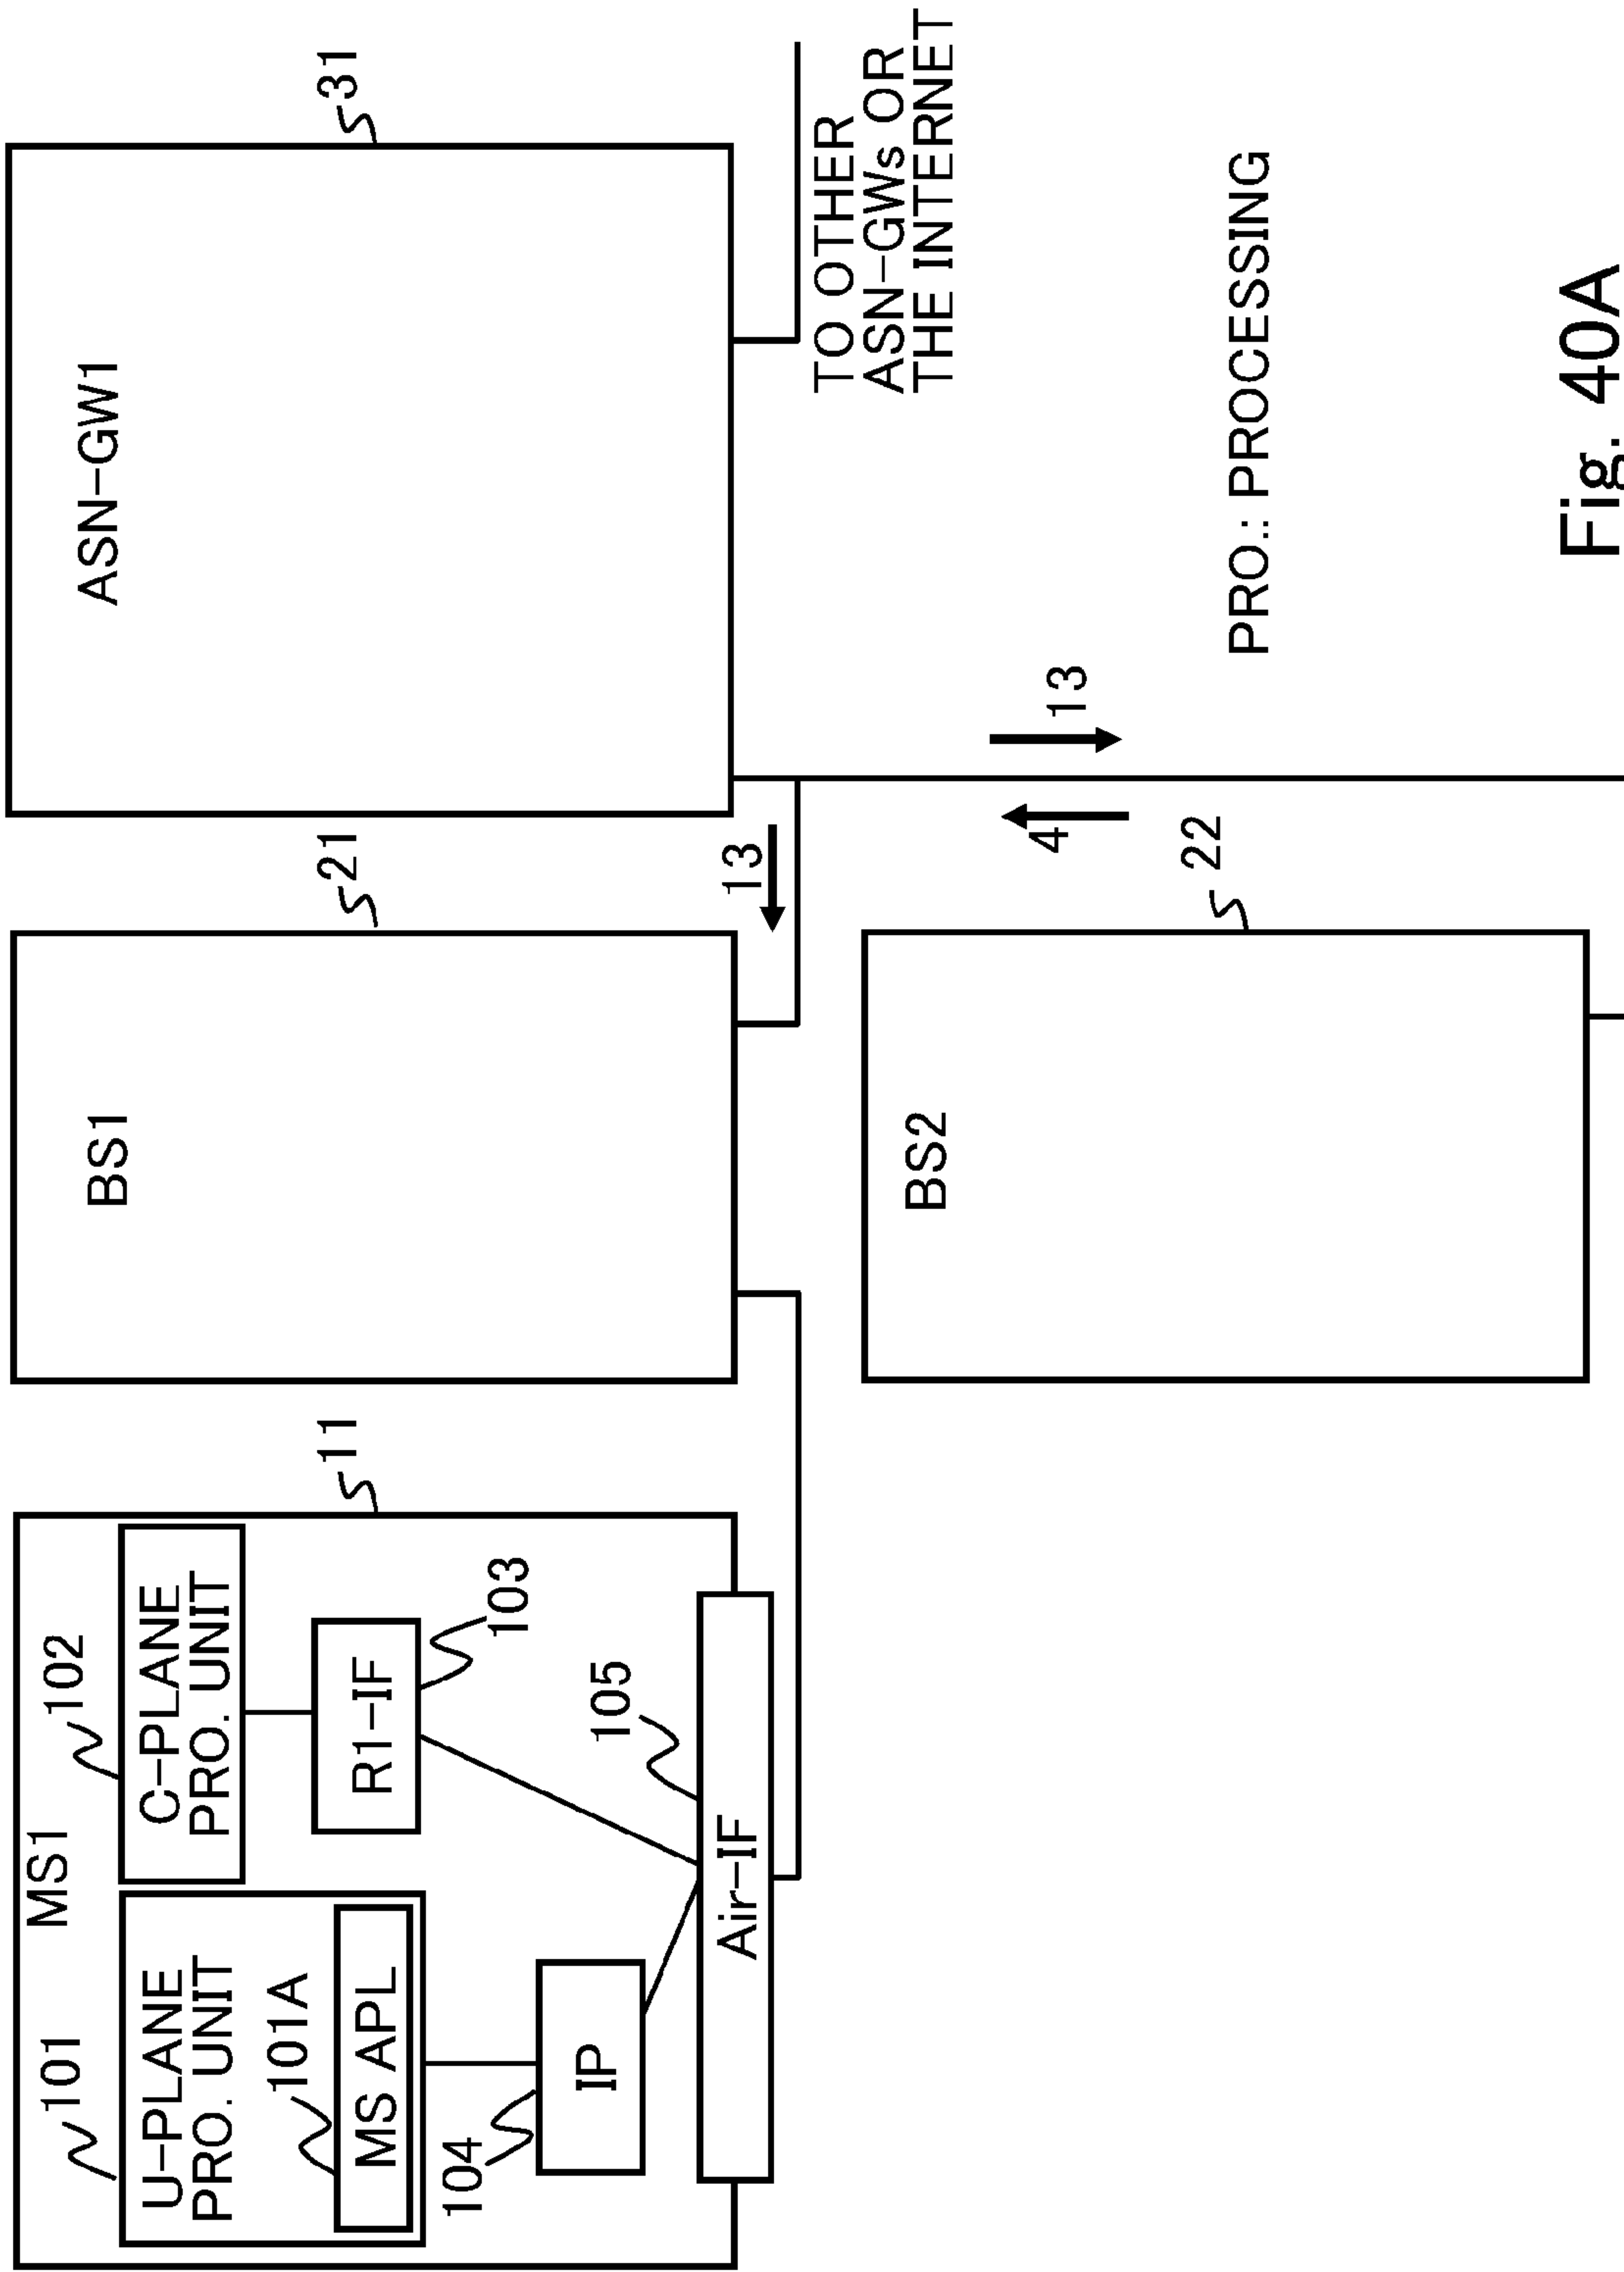 MS1
11
101
U-PLANE
PRO. UNIT
101A
MS APL
102
C-PLANE
PRO. UNIT
R1-IF
103
104
IP
105
Air-IF
BS1
21
13
BS2
22
ASN-GW1
31
TO OTHER
ASN-GWs OR
THE INTERNET
4
13
PRO.: PROCESSING
Fig. 40A